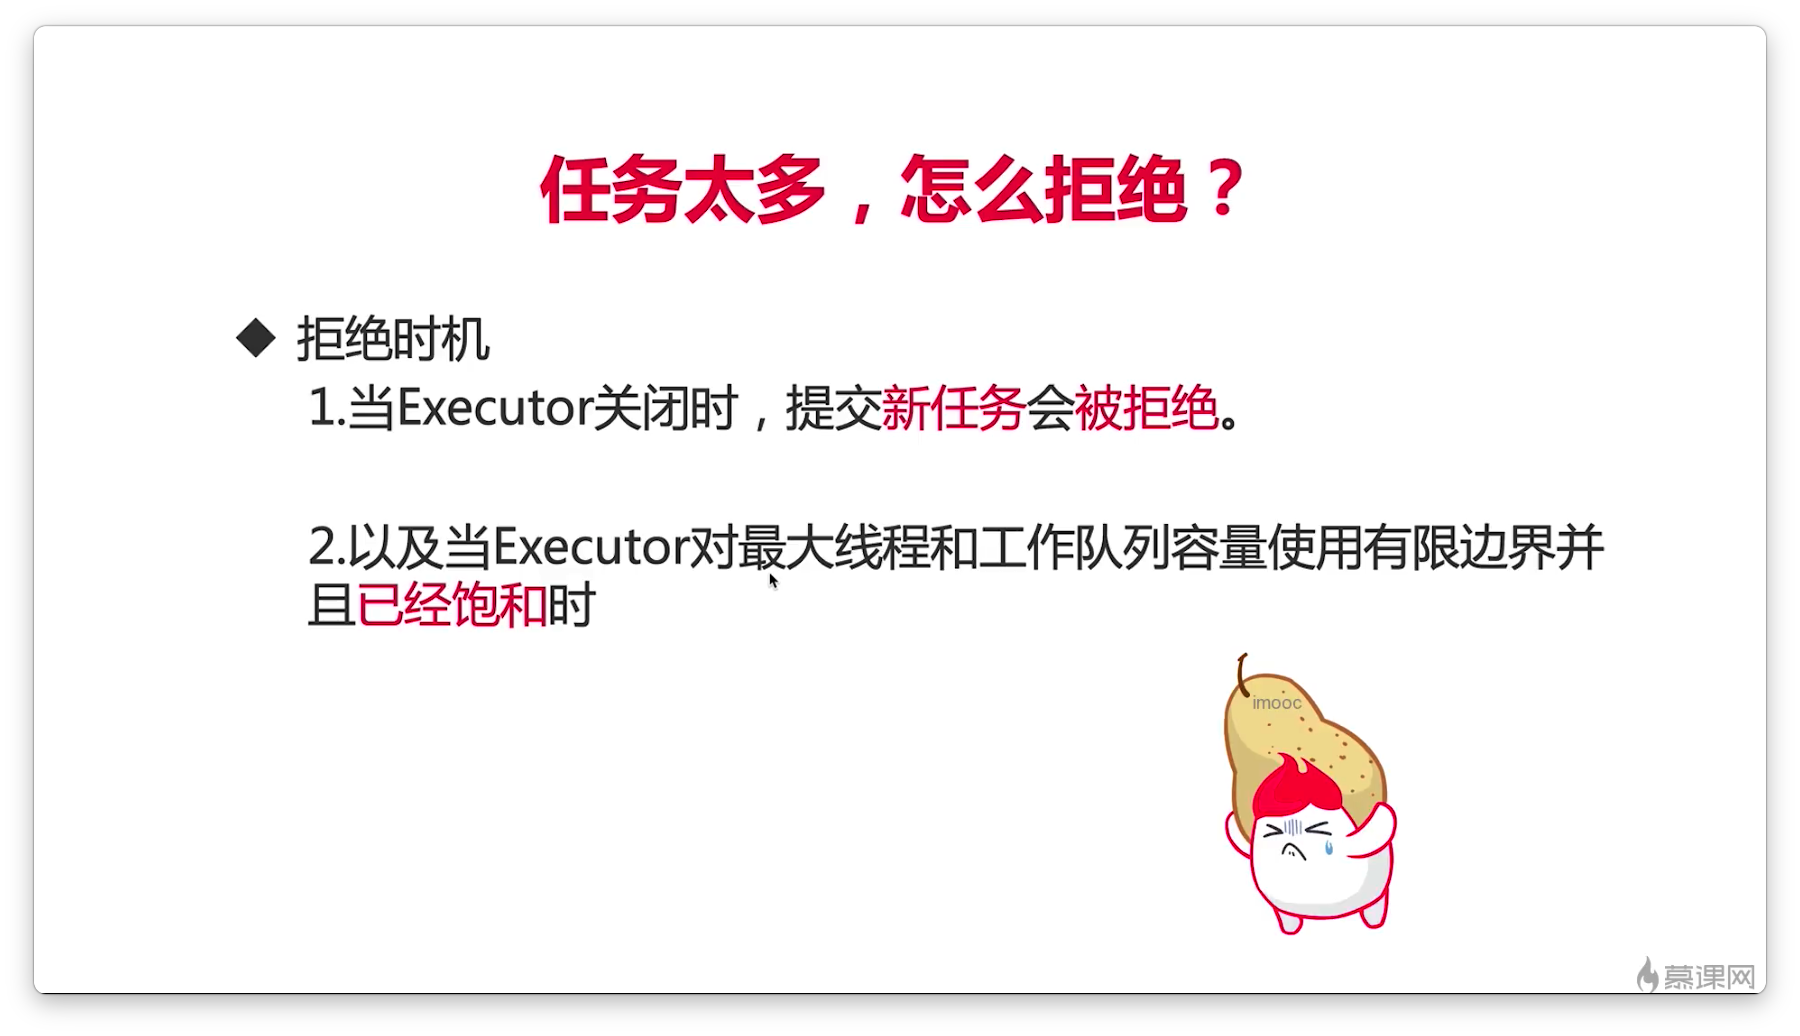 任务太多，怎么拒绝？
◆ 拒绝时机
1.当Executor关闭时，提交新任务会被拒绝。
2.以及当Executor对最大线程和工作队列容量使用有限边界并
且已经饱和时
imooc
慕课网